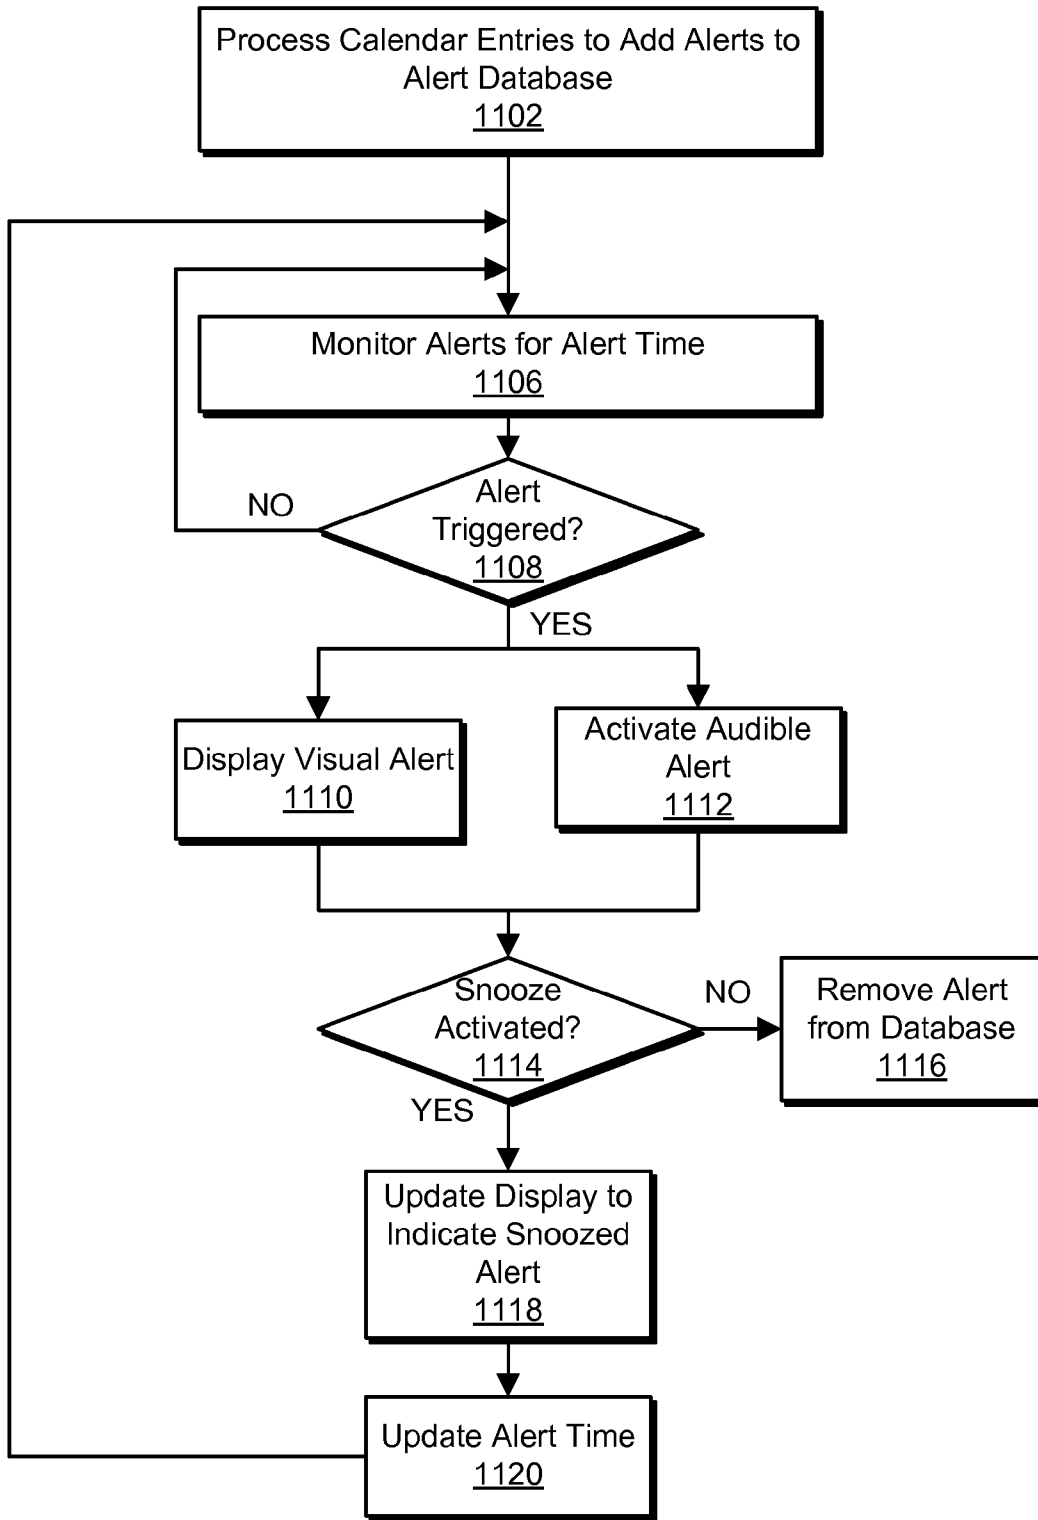 Process Calendar Entries to Add Alerts to
Alert Database
1102
Monitor Alerts for Alert Time
1106
Alert
Triggered?
1108
NO
YES
Display Visual Alert
1110
Activate Audible
Alert
1112
Snooze
Activated?
1114
NO
Remove Alert
from Database
1116
YES
Update Display to
Indicate Snoozed
Alert
1118
Update Alert Time
1120